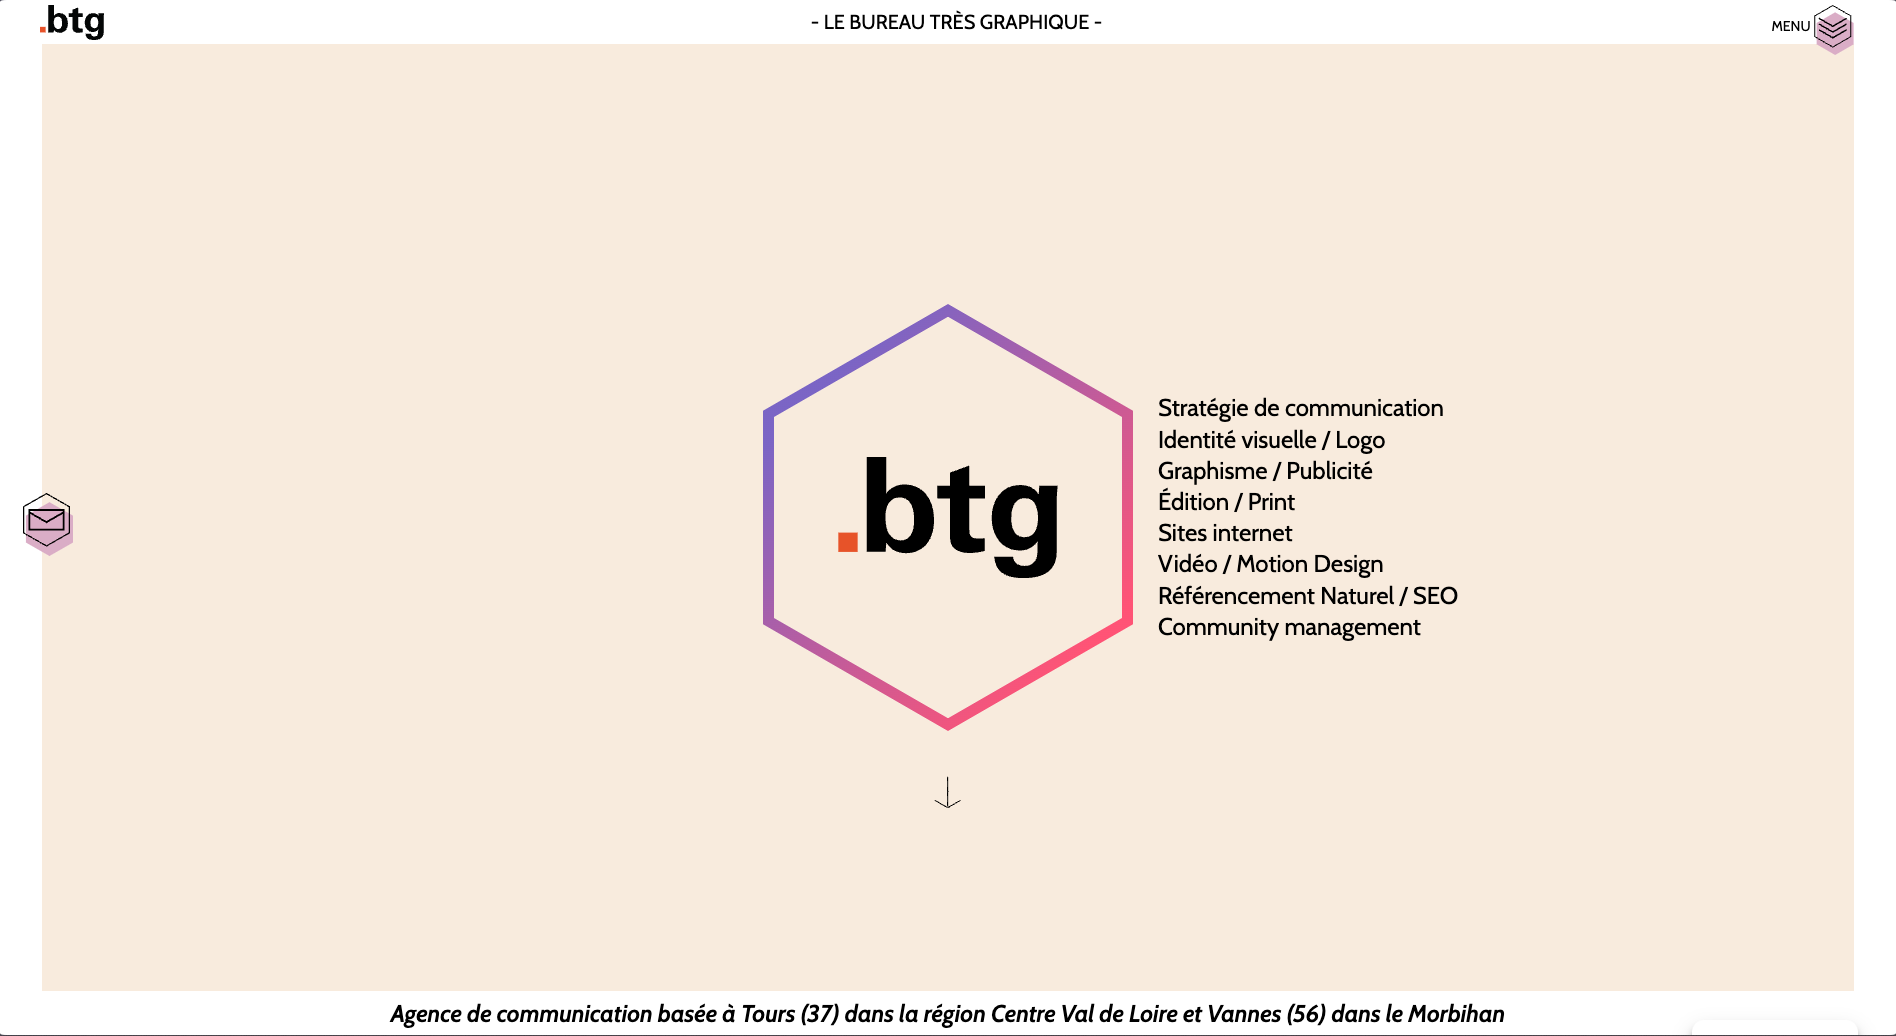 .btg
- LE BUREAU TRÈS GRAPHIQUE -
MENU
.btg
Stratégie de communication
Identité visuelle / Logo
Graphisme / Publicité
Édition / Print
Sites internet
Vidéo / Motion Design
Référencement Naturel / SEO
Community management
Agence de communication basée à Tours (37) dans la région Centre Val de Loire et Vannes (56) dans le Morbihan